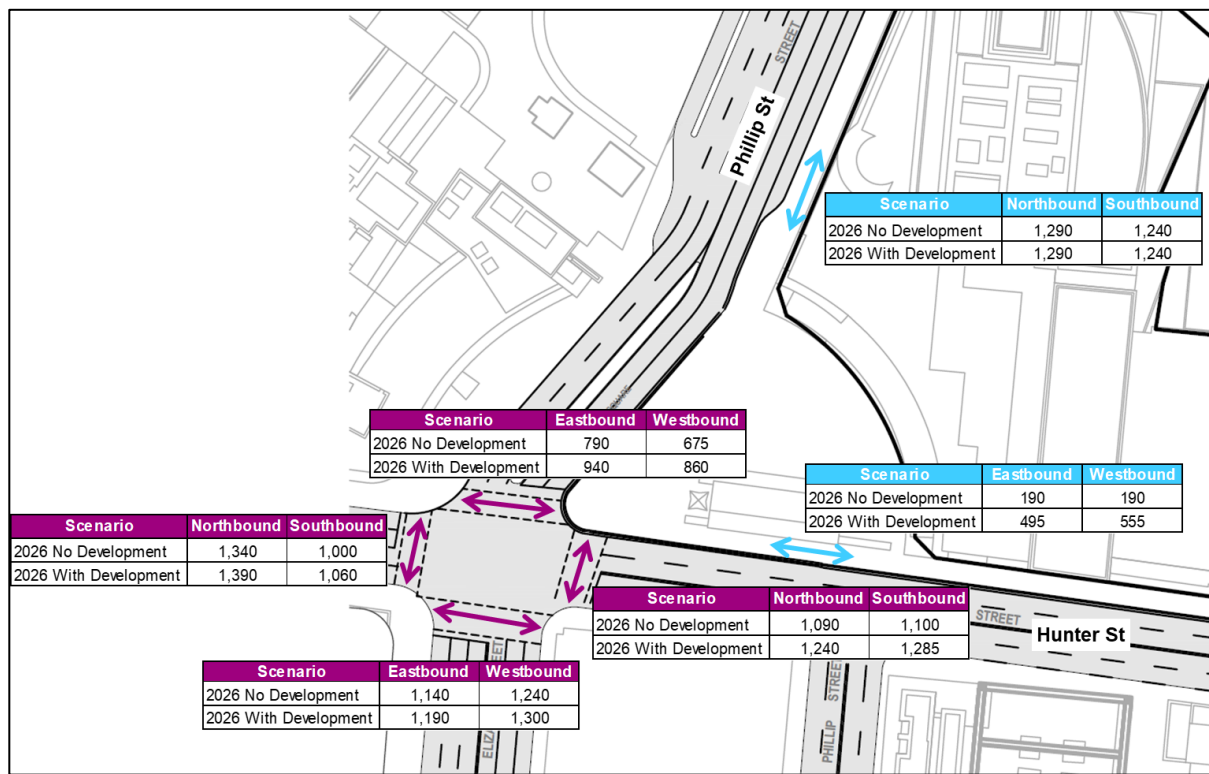 STREET
Phillip St
Scenario Northbound Southbound
2026 No Development 1,290 1,240
2026 With Development 1,290 1,240
Scenario Eastbound Westbound
2026 No Development 790 675
2026 With Development 940 860
Scenario Eastbound Westbound
2026 No Development 190 190
2026 With Development 495 555
Scenario Northbound Southbound
2026 No Development 1,340 1,000
2026 With Development 1,390 1,060
Scenario Northbound Southbound
2026 No Development 1,090 1,100
2026 With Development 1,240 1,285
STREET
Hunter St
Scenario Eastbound Westbound
2026 No Development 1,140 1,240
2026 With Development 1,190 1,300
PHILLIP STREET